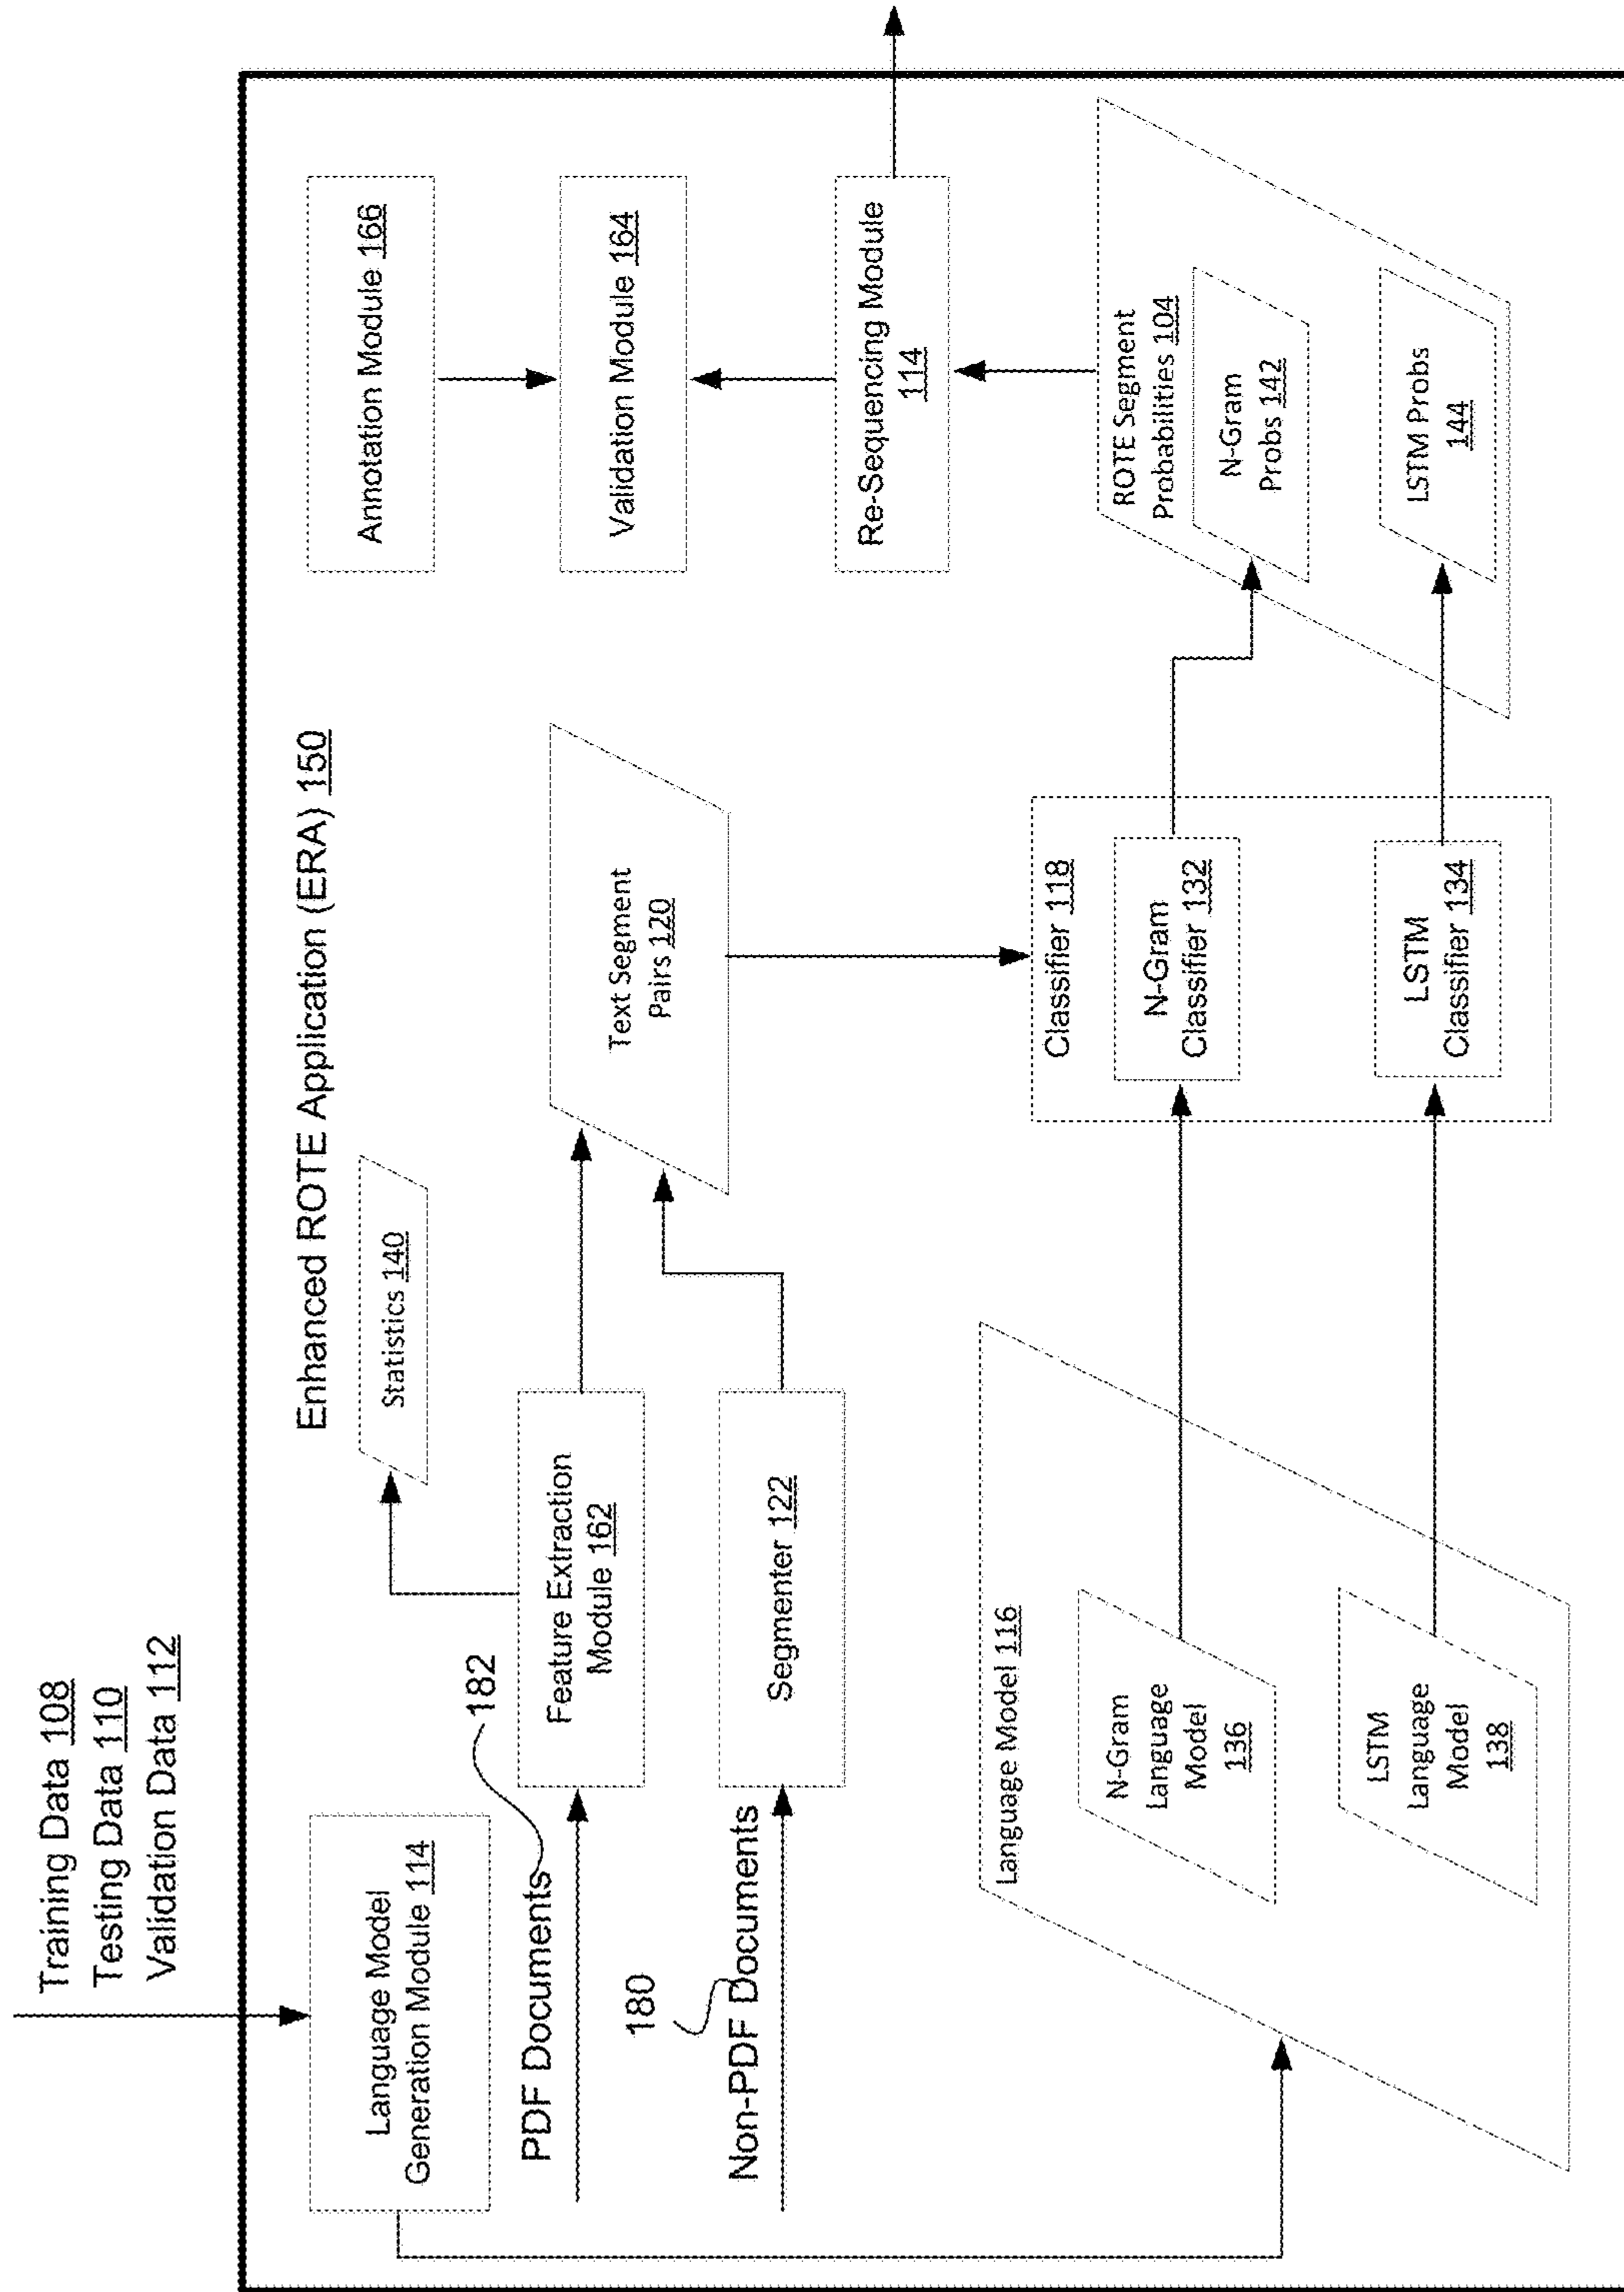 Training Data 108
Testing Data 110
Validation Data 112
Enhanced ROTE Application (ERA) 150
Language Model
Generation Module 114
PDF Documents
182
Feature Extraction
Module 162
Statistics 140
180
Non-PDF Documents
Segmenter 122
Text Segment
Pairs 120
Annotation Module 166
Validation Module 164
Re-Sequencing Module
114
Language Model 116
N-Gram
Language
Model
136
LSTM
Language
Model
138
Classifier 118
N-Gram
Classifier 132
LSTM
Classifier 134
ROTE Segment
Probabilities 104
N-Gram
Probs 142
LSTM Probs
144